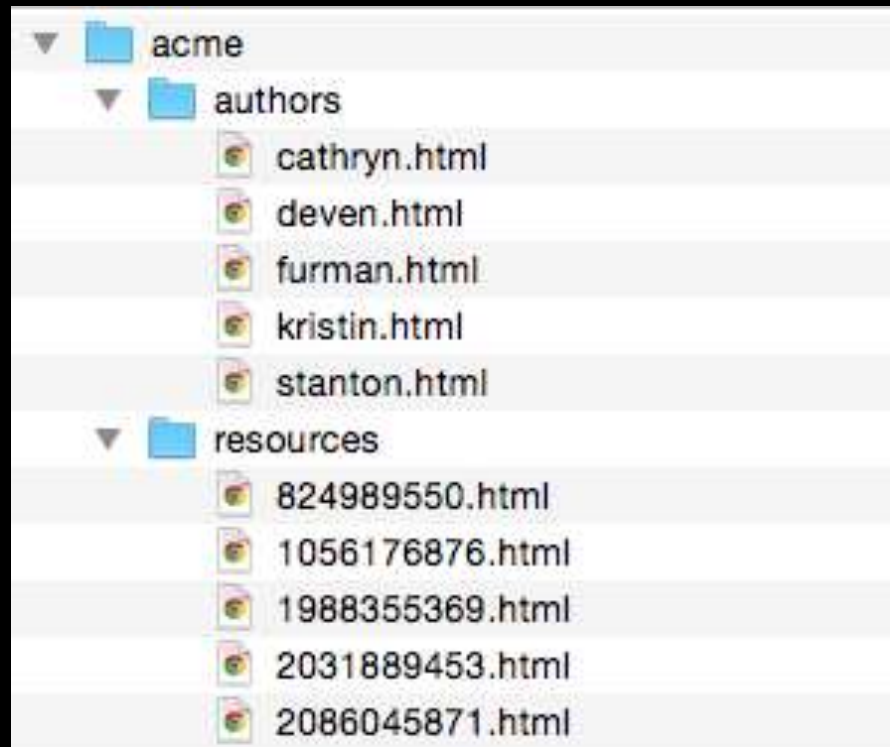 acme
authors
cathryn.html
deven.html
furman.html
kristin.html
stanton.html
resources
824989550.html
1056176876.html
1988355369.html
2031889453.html
2086045871.html